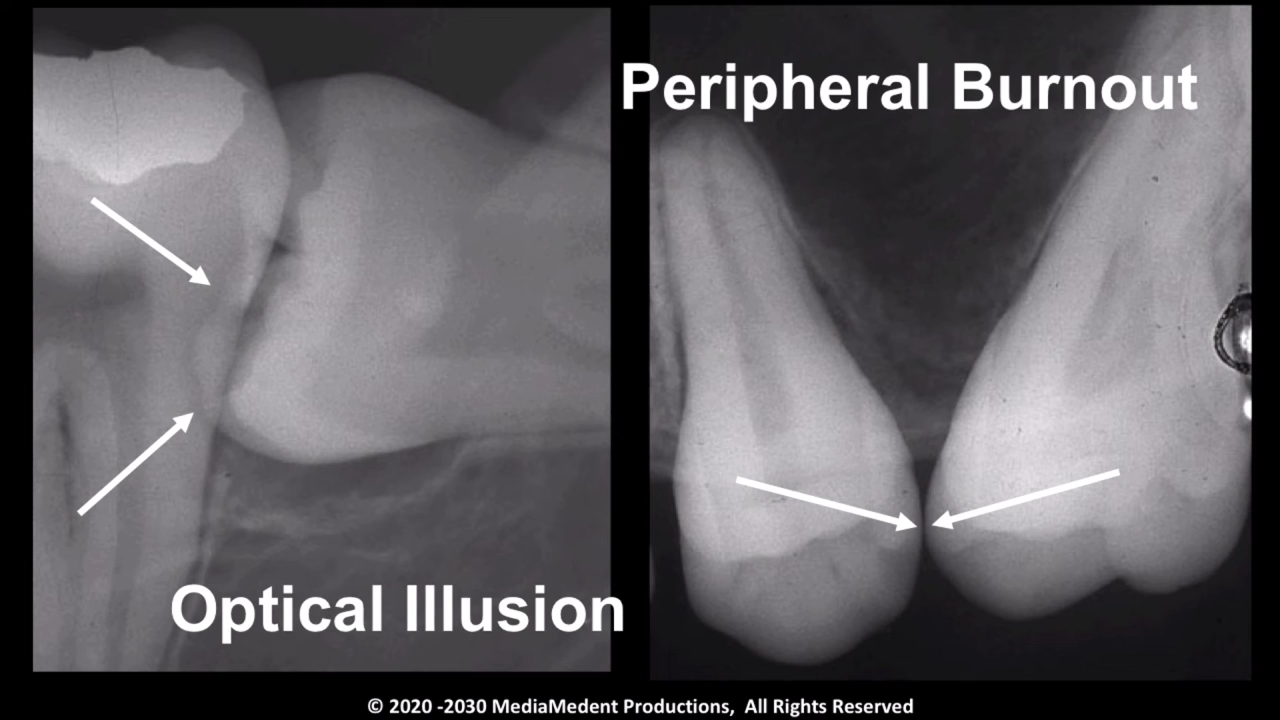 Peripheral Burnout
Optical Illusion
© 2020 -2030 MediaMedent Productions,  All Rights Reserved